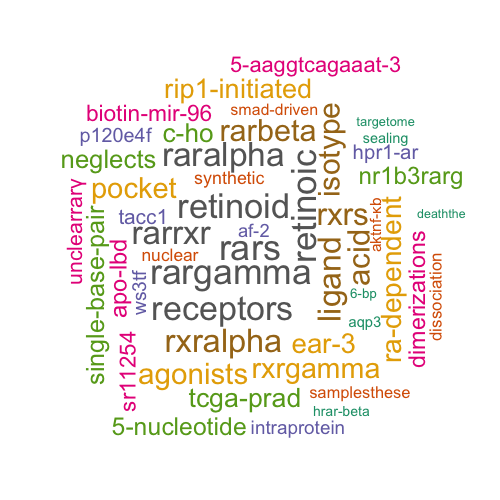 5-aaggtcagaaat-3
rip1-initiated
biotin-mir-96
smad-driven
targetome
p120e4f
c-ho
rarbeta
isotype
sealing
neglects
raralpha
retinoic
hpr1-ar
synthetic
nr1b3rarg
pocket
unclearrary
retinoid
rxrs
aktnf-κb
deaththe
tacc1
rarrxr
af-2
acid
ra-dependent
single-base-pair
apo-lbd
nuclear
rars
ligand
dimerizations
dissociation
ws3tf
rargamma
6-bp
receptors
aqp3
sr11254
rxralpha
ear-3
agonists
rxrgamma
tcga-prad
samplesthese
hrar-beta
5-nucleotide
intraprotein